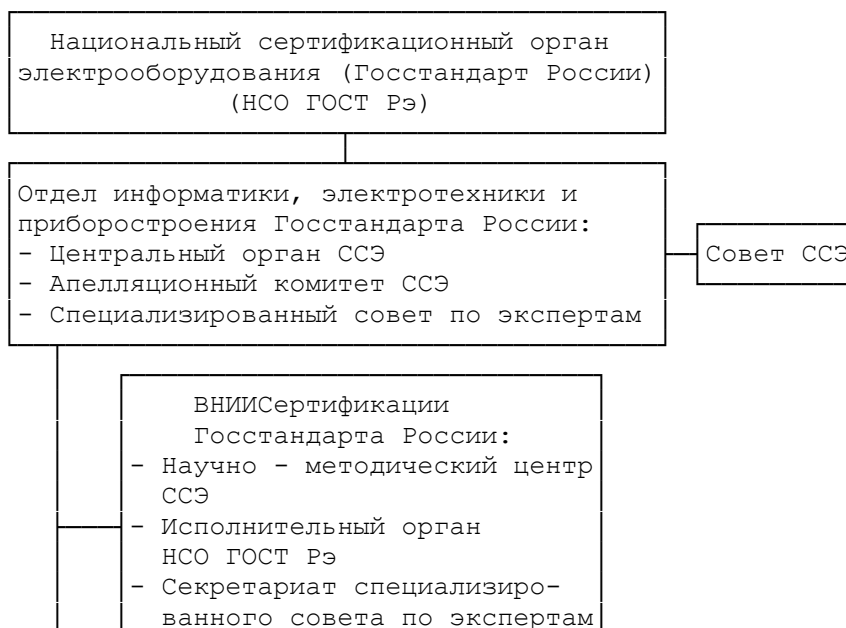 Национальный сертификационный орган
электрооборудования (Госстандарт России)
(НСО ГОСТ Рэ)
Отдел информатики, электротехники и
приборостроения Госстандарта России:
- Центральный орган ССЭ
- Апелляционный комитет ССЭ
- Специализированный совет по экспертам
Совет ССЭ
ВНИИСертификации
Госстандарта России:
- Научно - методический центр
ССЭ
- Исполнительный орган
НСО ГОСТ Рэ
- Секретариат специализиро-
ванного совета по экспертам